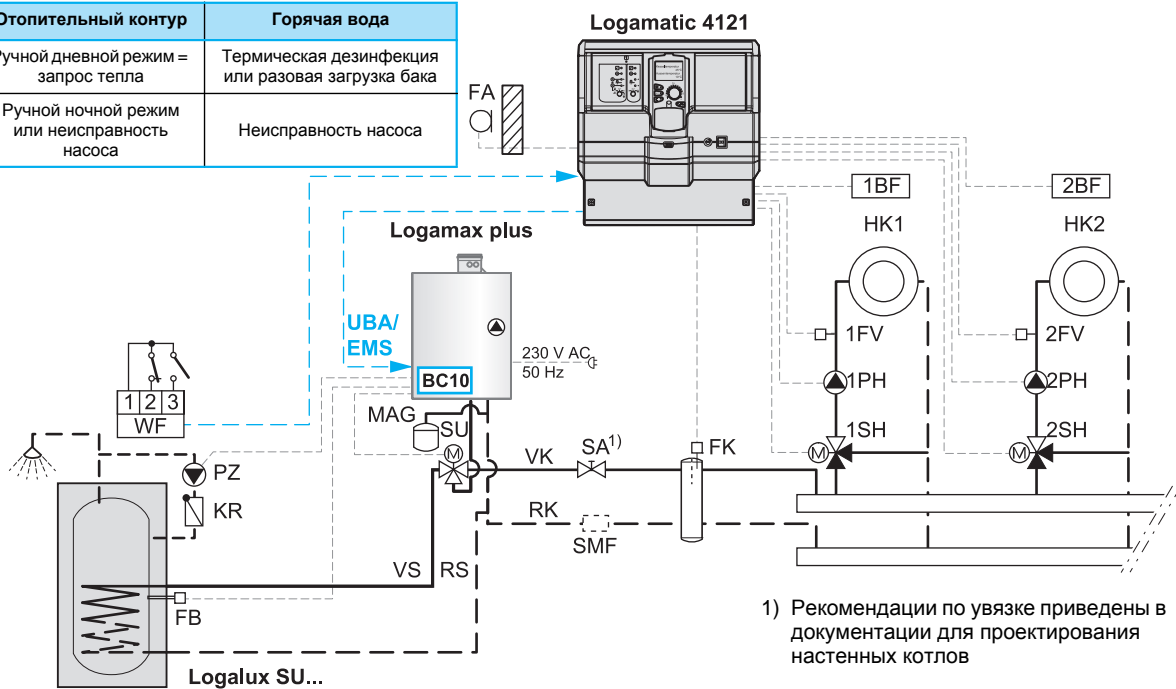 Отопительный контур
Горячая вода
Ручной дневной режим =
запрос тепла
Термическая дезинфекция
или разовая загрузка бака
Ручной ночной режим
или неисправность
насоса
Неисправность насоса
Logamatic 4121
FA
1BF
2BF
HK1
HK2
Logamax plus
UBA/
EMS
BC10
230 V AC
50 Hz
1FV
2FV
1PH
2PH
1 2 3
WF
MAG
SU
M
VK
SA1)
FK
M
1SH
M
2SH
PZ
KR
RK
SMF
VS
RS
FB
Logalux SU...
1) Рекомендации по увязке приведены в
документации для проектирования
настенных котлов